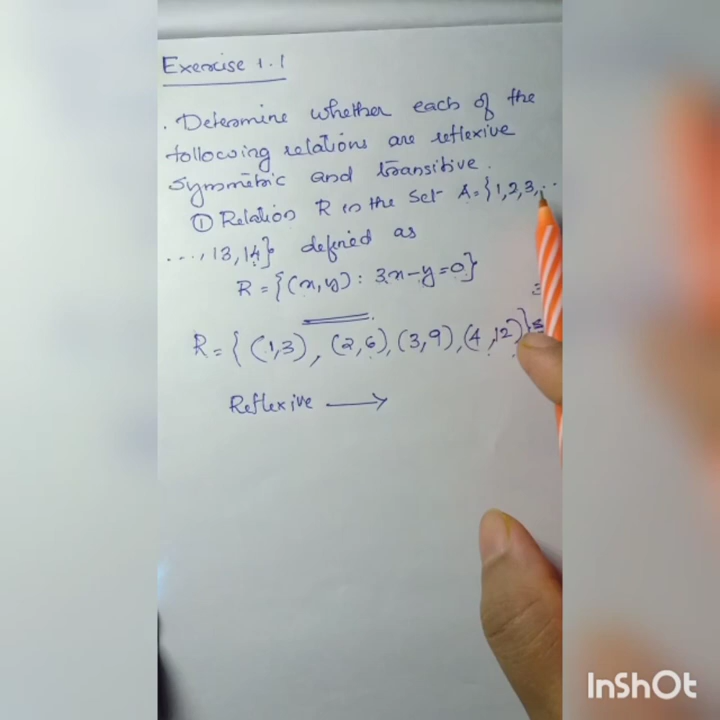 Exercise 1.1
. Determine whether each of the
following relations are reflexive
symmetric and transitive.
① Relation R in the set A = {1,2,3,...
...,13,14} defined as
R = {(x,y) : 3x-y=0}
R = { (1,3), (2,6), (3,9), (4,12)}
Reflexive ⟶
InShOt